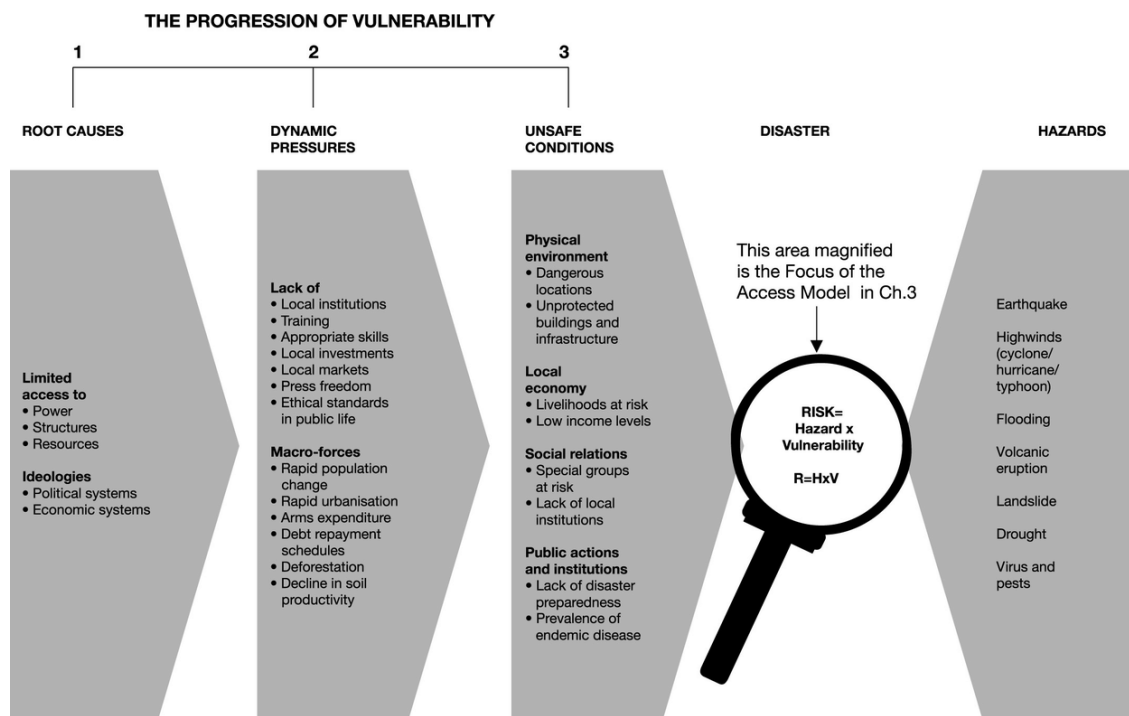 THE PROGRESSION OF VULNERABILITY
1
2
3
ROOT CAUSES
DYNAMIC
PRESSURES
UNSAFE
CONDITIONS
DISASTER
HAZARDS
Limited
access to
• Power
• Structures
• Resources
Ideologies
• Political systems
• Economic systems
Lack of
• Local institutions
• Training
• Appropriate skills
• Local investments
• Local markets
• Press freedom
• Ethical standards
in public life
Macro-forces
• Rapid population
change
• Rapid urbanisation
• Arms expenditure
• Debt repayment
schedules
• Deforestation
• Decline in soil
productivity
Physical
environment
• Dangerous
locations
• Unprotected
buildings and
infrastructure
Local
economy
• Livelihoods at risk
• Low income levels
Social relations
• Special groups
at risk
• Lack of local
institutions
Public actions
and institutions
• Lack of disaster
preparedness
• Prevalence of
endemic disease
This area magnified
is the Focus of the
Access Model in Ch.3
RISK=
Hazard x
Vulnerability
R=HxV
Earthquake
Highwinds
(cyclone/
hurricane/
typhoon)
Flooding
Volcanic
eruption
Landslide
Drought
Virus and
pests